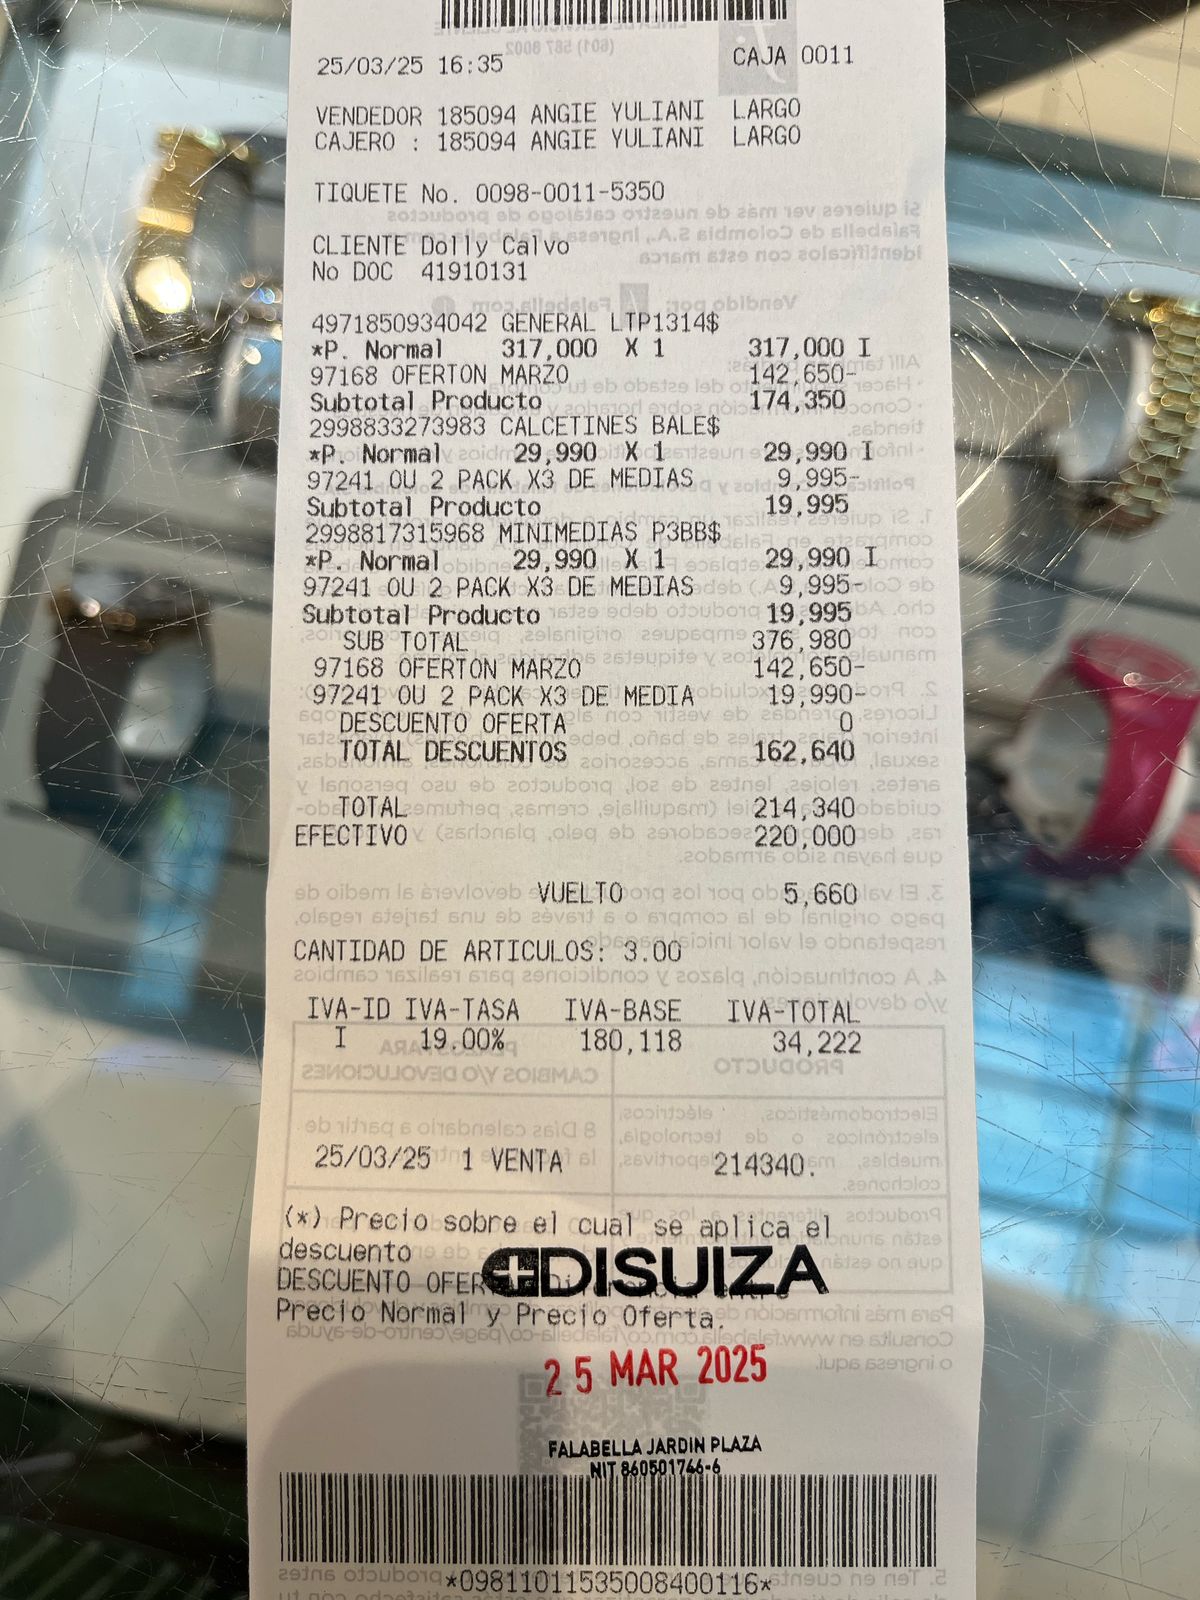 25/03/25 16:35 CAJA 0011
VENDEDOR 185094 ANGIE YULIANI LARGO
CAJERO : 185094 ANGIE YULIANI LARGO
TIQUETE No. 0098-0011-5350
CLIENTE Dolly Calvo
No DOC 41910131
4971850934042 GENERAL LTP1314$
*P. Normal 317,000 X 1 317,000 I
97168 OFERTON MARZO 142,650-
Subtotal Producto 174,350
2998833273983 CALCETINES BALE$
*P. Normal 29,990 X 1 29,990 I
97241 OU 2 PACK X3 DE MEDIAS 9,995-
Subtotal Producto 19,995
2998817315968 MINIMEDIAS P3BB$
*P. Normal 29,990 X 1 29,990 I
97241 OU 2 PACK X3 DE MEDIAS 9,995-
Subtotal Producto 19,995
SUB TOTAL 376,980
97168 OFERTON MARZO 142,650-
97241 OU 2 PACK X3 DE MEDIA 19,990-
DESCUENTO OFERTA 0
TOTAL DESCUENTOS 162,640
TOTAL 214,340
EFECTIVO 220,000
VUELTO 5,660
CANTIDAD DE ARTICULOS: 3.00
IVA-ID IVA-TASA IVA-BASE IVA-TOTAL
I 19.00% 180,118 34,222
25/03/25 1 VENTA 214340.
(*) Precio sobre el cual se aplica el
descuento
DISUIZA
DESCUENTO
Precio Normal y Precio Oferta.
25 MAR 2025
FALABELLA JARDIN PLAZA
NIT 860501746-6
*098110115350084001​16*